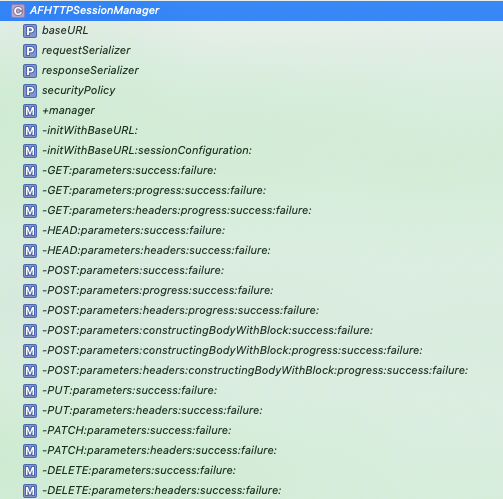 C AFHTTPSessionManager
P baseURL
P requestSerializer
P responseSerializer
P securityPolicy
M +manager
M -initWithBaseURL:
M -initWithBaseURL:sessionConfiguration:
M -GET:parameters:success:failure:
M -GET:parameters:progress:success:failure:
M -GET:parameters:headers:progress:success:failure:
M -HEAD:parameters:success:failure:
M -HEAD:parameters:headers:success:failure:
M -POST:parameters:success:failure:
M -POST:parameters:progress:success:failure:
M -POST:parameters:headers:progress:success:failure:
M -POST:parameters:constructingBodyWithBlock:success:failure:
M -POST:parameters:constructingBodyWithBlock:progress:success:failure:
M -POST:parameters:headers:constructingBodyWithBlock:progress:success:failure:
M -PUT:parameters:success:failure:
M -PUT:parameters:headers:success:failure:
M -PATCH:parameters:success:failure:
M -PATCH:parameters:headers:success:failure:
M -DELETE:parameters:success:failure:
M -DELETE:parameters:headers:success:failure: